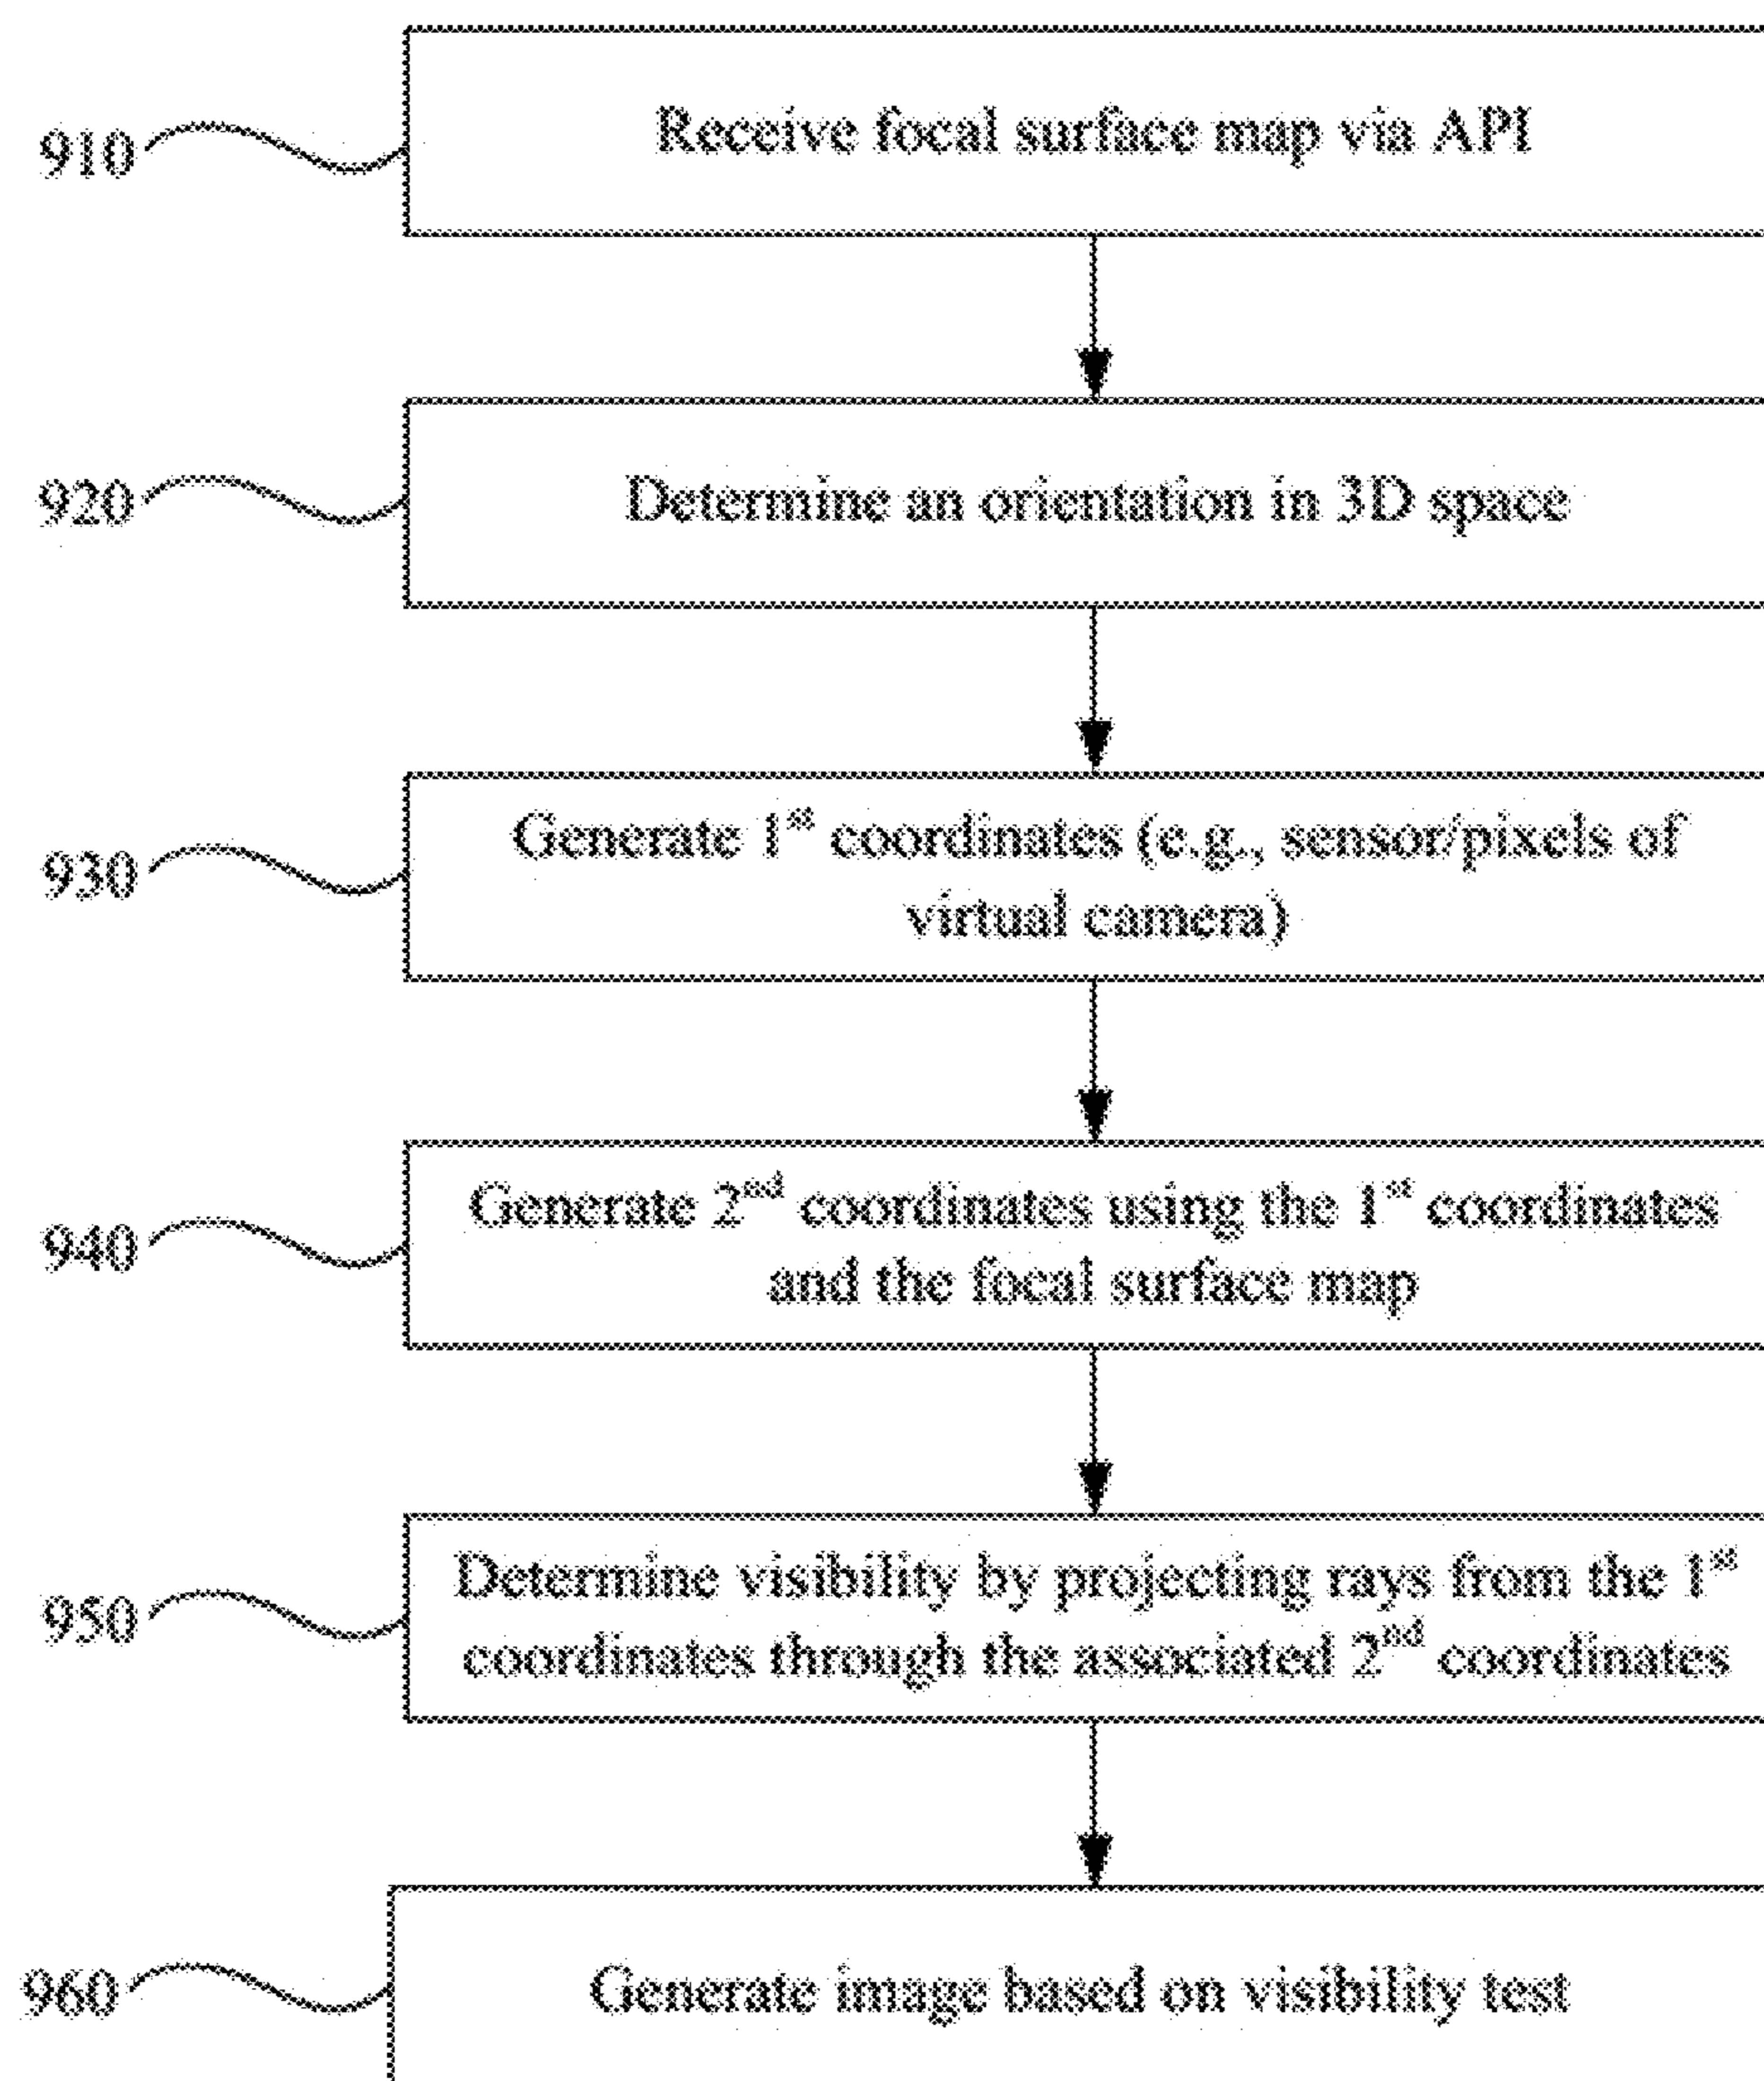 910
Receive focal surface map via API
920
Determine an orientation in 3D space
930
Generate 1st coordinates (e.g., sensor/pixels of
virtual camera)
940
Generate 2nd coordinates using the 1st coordinates
and the focal surface map
950
Determine visibility by projecting rays from the 1st
coordinates through the associated 2nd coordinates
960
Generate image based on visibility test